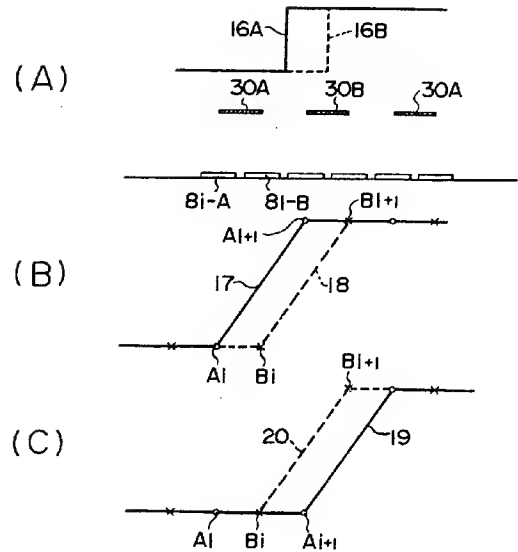 16A 16B
(A)
30A 30B 30A
8i-A 8i-B
Ai+1 Bi+1
(B)
17 18
Ai Bi
Bi+1
(C)
20 19
Ai Bi Ai+1